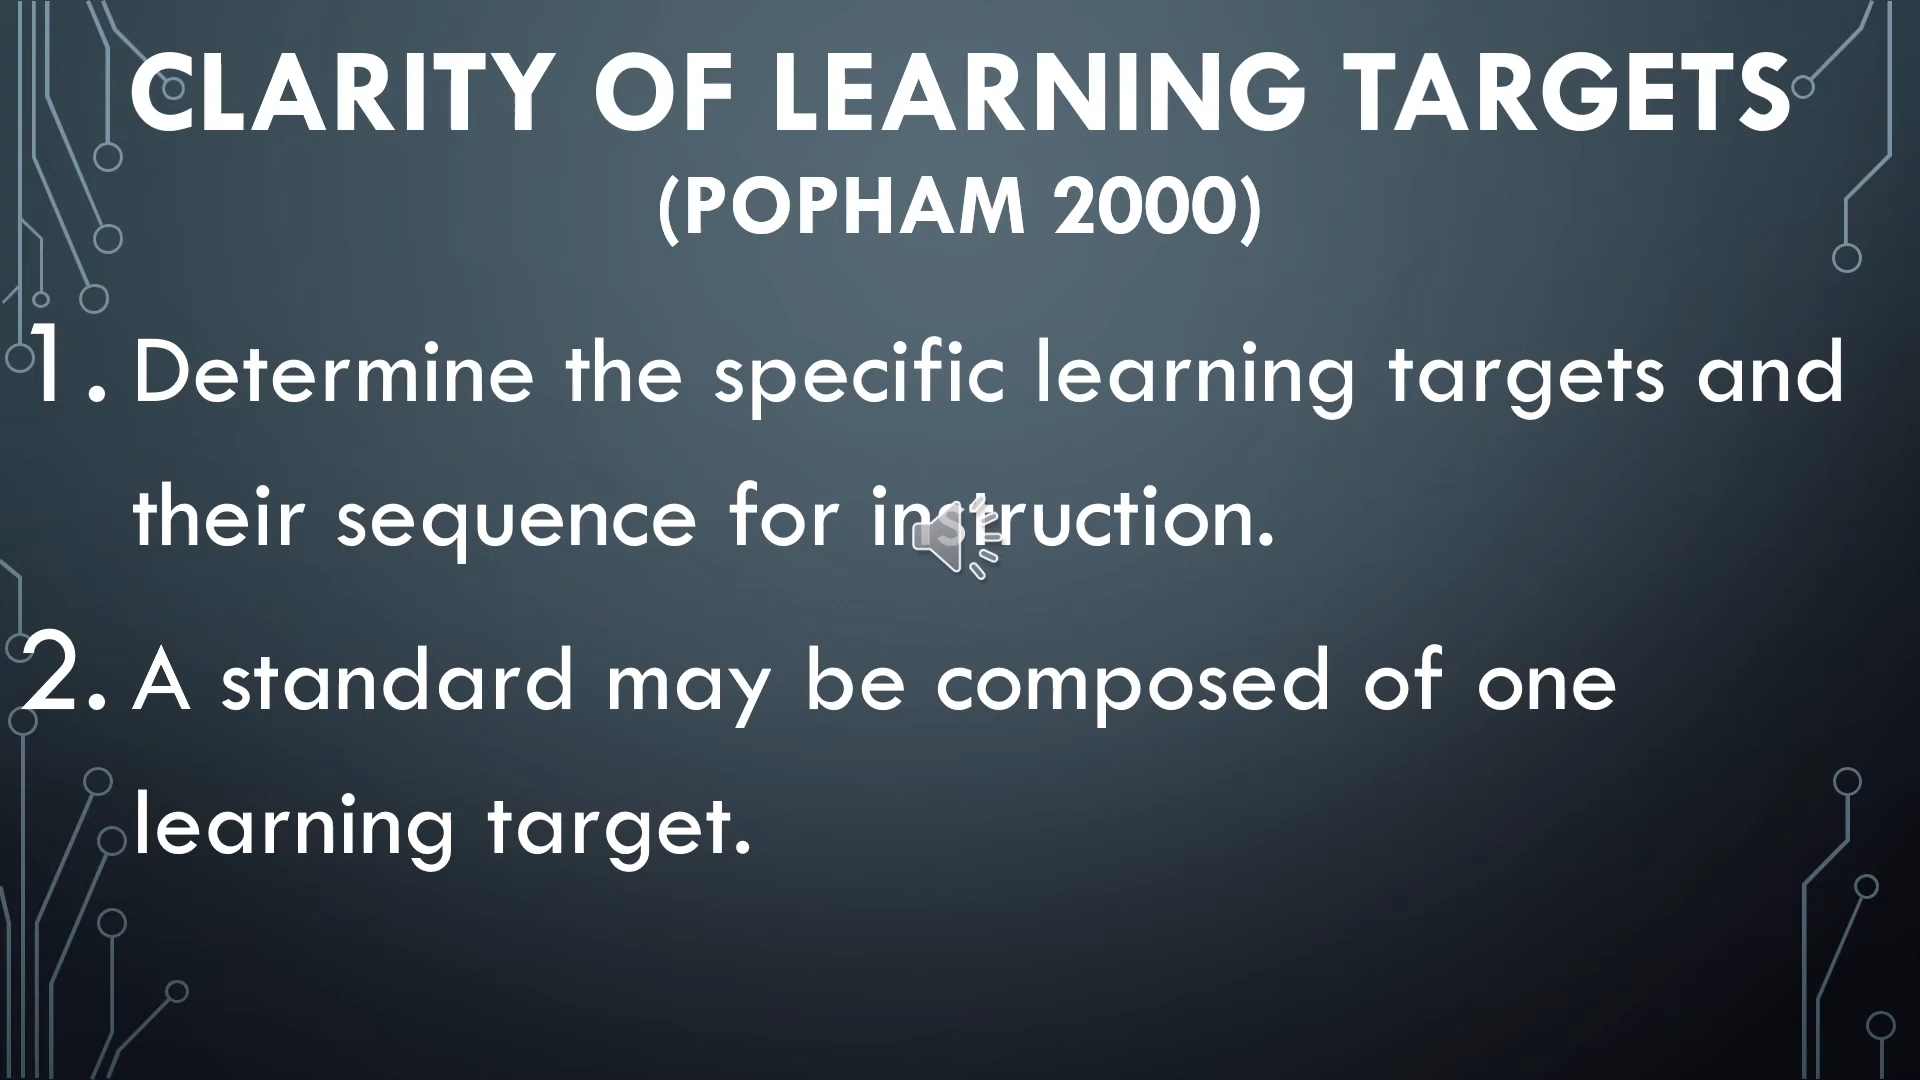 CLARITY OF LEARNING TARGETS
(POPHAM 2000)
1. Determine the specific learning targets and
their sequence for instruction.
2. A standard may be composed of one
learning target.